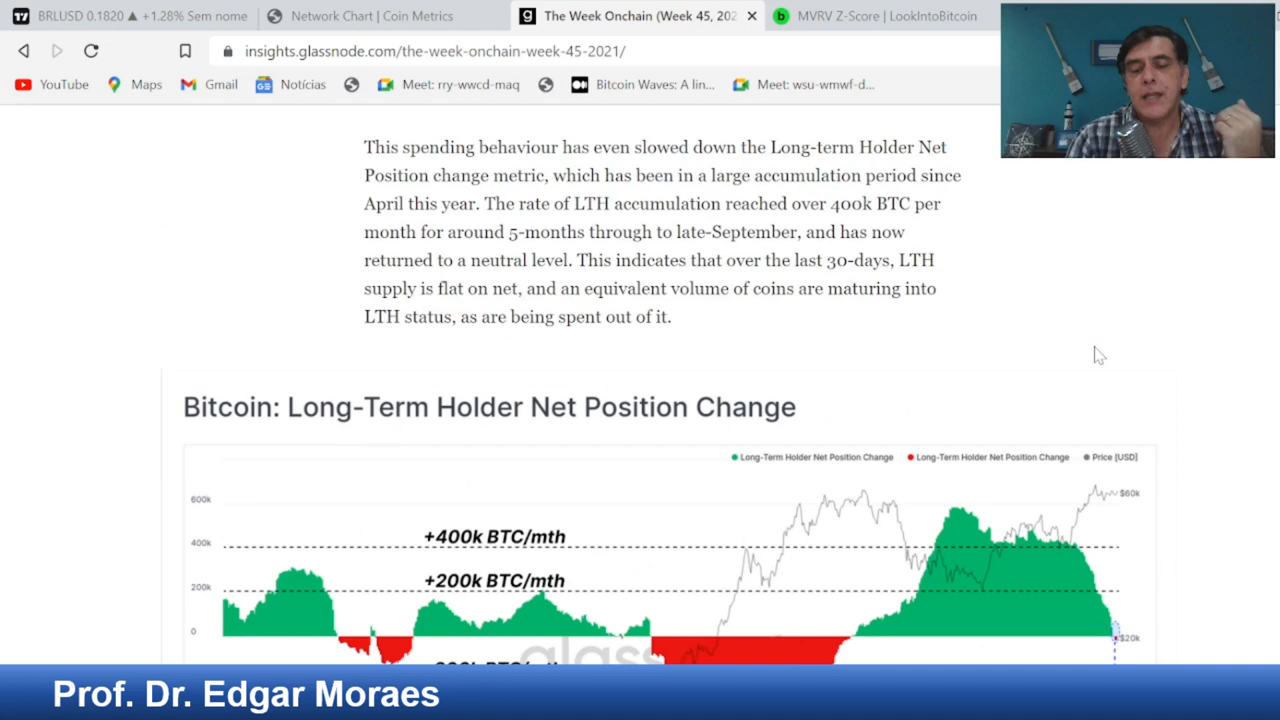 BRLUSD 0.1820 ▲ +1.28% Sem nome
Network Chart | Coin Metrics
The Week Onchain (Week 45, 202
MVRV Z-Score | LookIntoBitcoin
insights.glassnode.com/the-week-onchain-week-45-2021/
YouTube
Maps
Gmail
Notícias
Meet: rry-wwcd-maq
Bitcoin Waves: A lin...
Meet: wsu-wmwf-d...
This spending behaviour has even slowed down the Long-term Holder Net
Position change metric, which has been in a large accumulation period since
April this year. The rate of LTH accumulation reached over 400k BTC per
month for around 5-months through to late-September, and has now
returned to a neutral level. This indicates that over the last 30-days, LTH
supply is flat on net, and an equivalent volume of coins are maturing into
LTH status, as are being spent out of it.
Bitcoin: Long-Term Holder Net Position Change
Long-Term Holder Net Position Change
Long-Term Holder Net Position Change
Price [USD]
600k
$60k
+400k BTC/mth
400k
+200k BTC/mth
200k
0
$20k
glass
Prof. Dr. Edgar Moraes